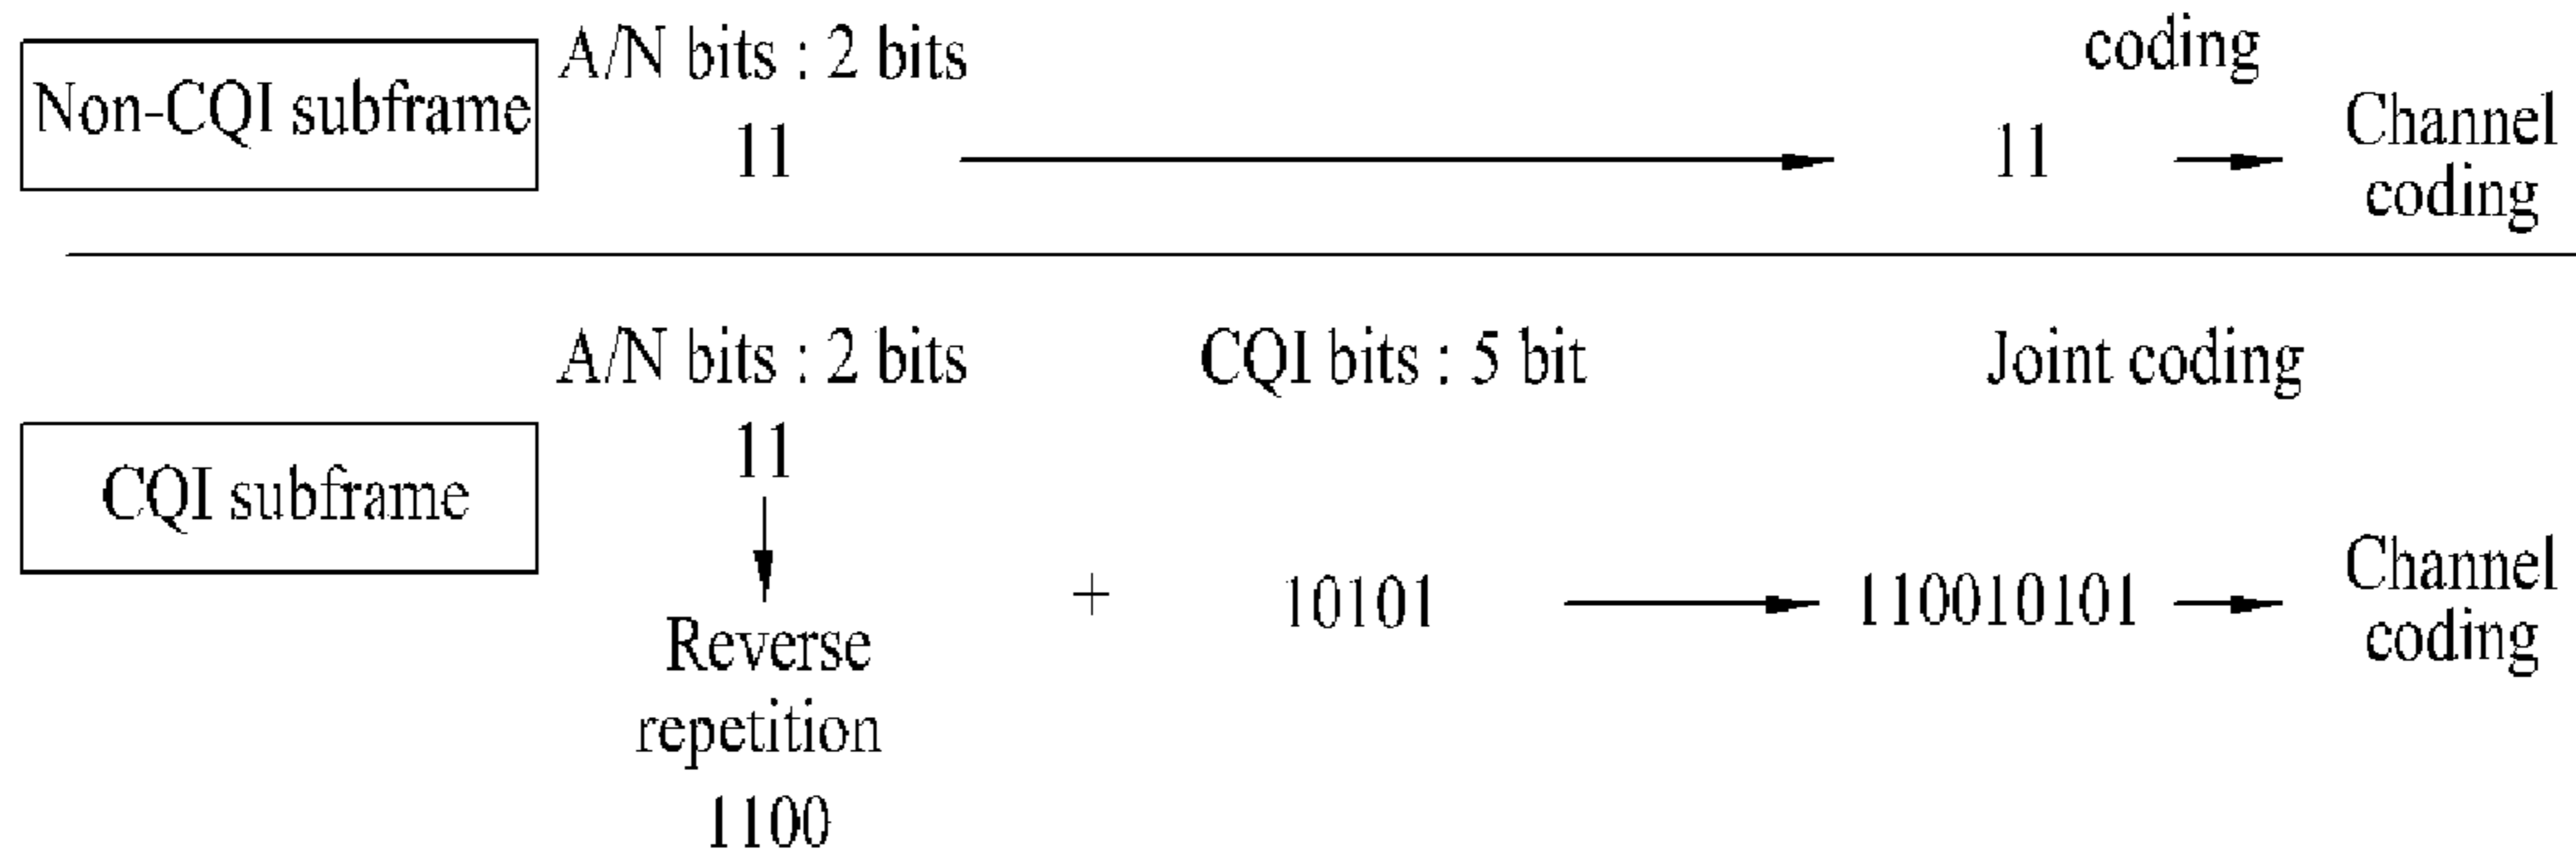 A/N bits : 2 bits
coding
Non-CQI subframe
11
11
Channel
coding
A/N bits : 2 bits
CQI bits : 5 bit
Joint coding
CQI subframe
11
Reverse
repetition
1100
+
10101
110010101
Channel
coding